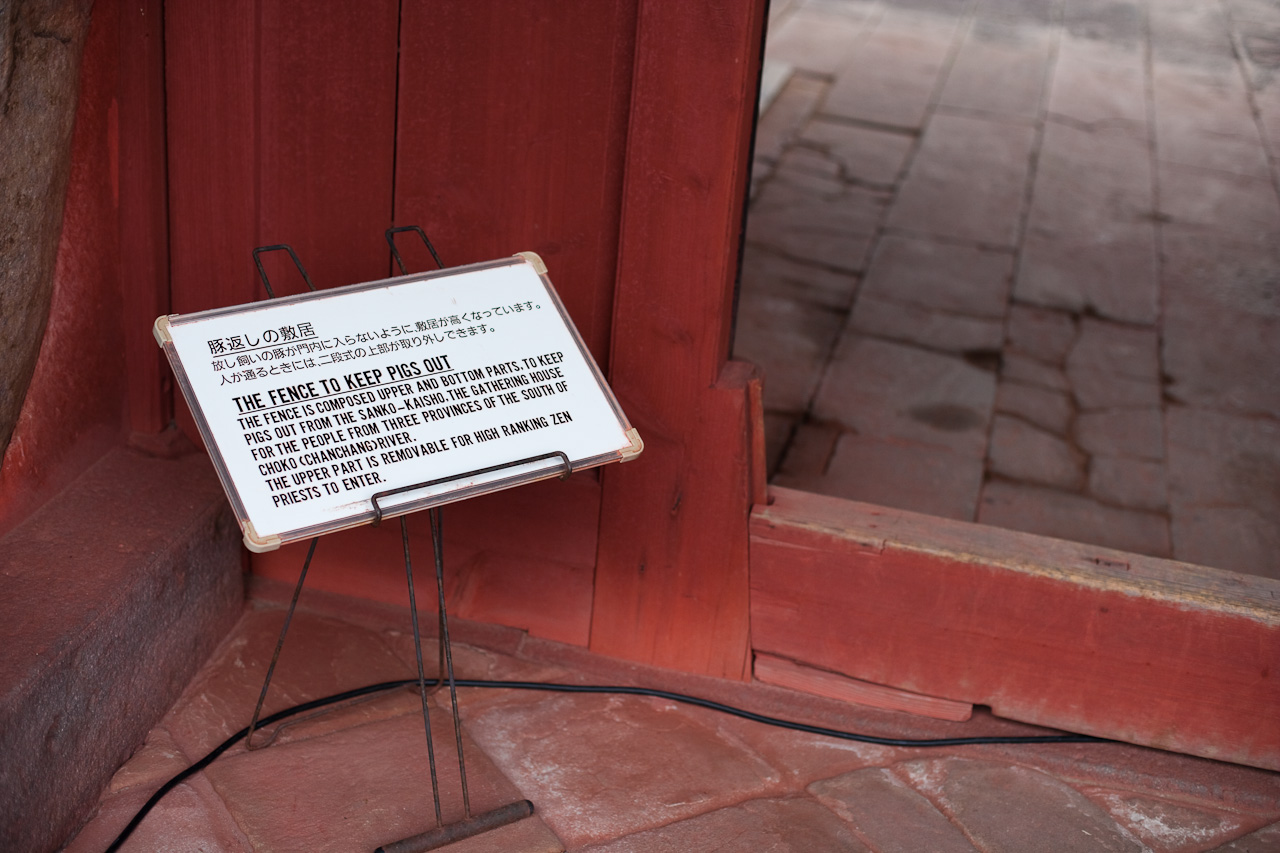 豚返しの敷居
放し飼いの豚が門内に入らないように、敷居が高くなっています。
人が通るときには、二段式の上部が取り外しできます。
THE FENCE TO KEEP PIGS OUT
THE FENCE IS COMPOSED UPPER AND BOTTOM PARTS, TO KEEP
PIGS OUT FROM THE SANKO-KAISHO, THE GATHERING HOUSE
FOR THE PEOPLE FROM THREE PROVINCES OF THE SOUTH OF
CHOKO (CHANCHANG) RIVER.
THE UPPER PART IS REMOVABLE FOR HIGH RANKING ZEN
PRIESTS TO ENTER.